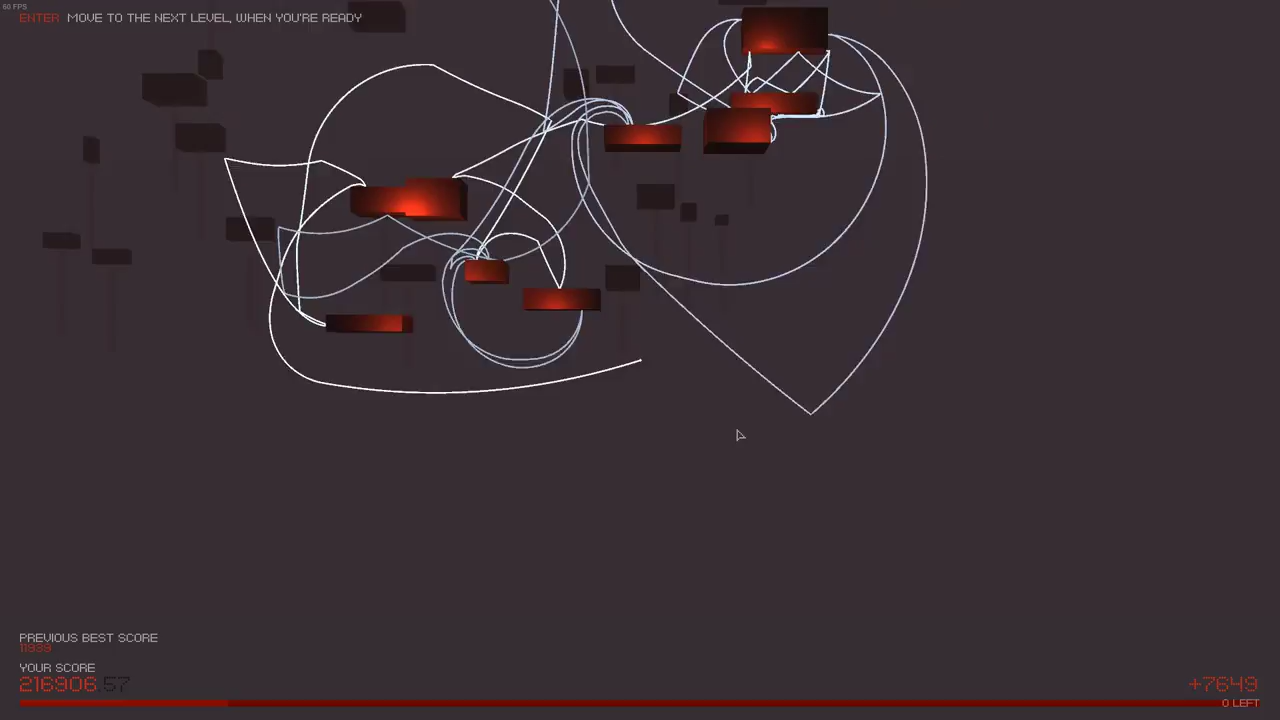 60 FPS
ENTER MOVE TO THE NEXT LEVEL, WHEN YOU'RE READY
PREVIOUS BEST SCORE
11939
YOUR SCORE
216906.57
+7649
0 LEFT